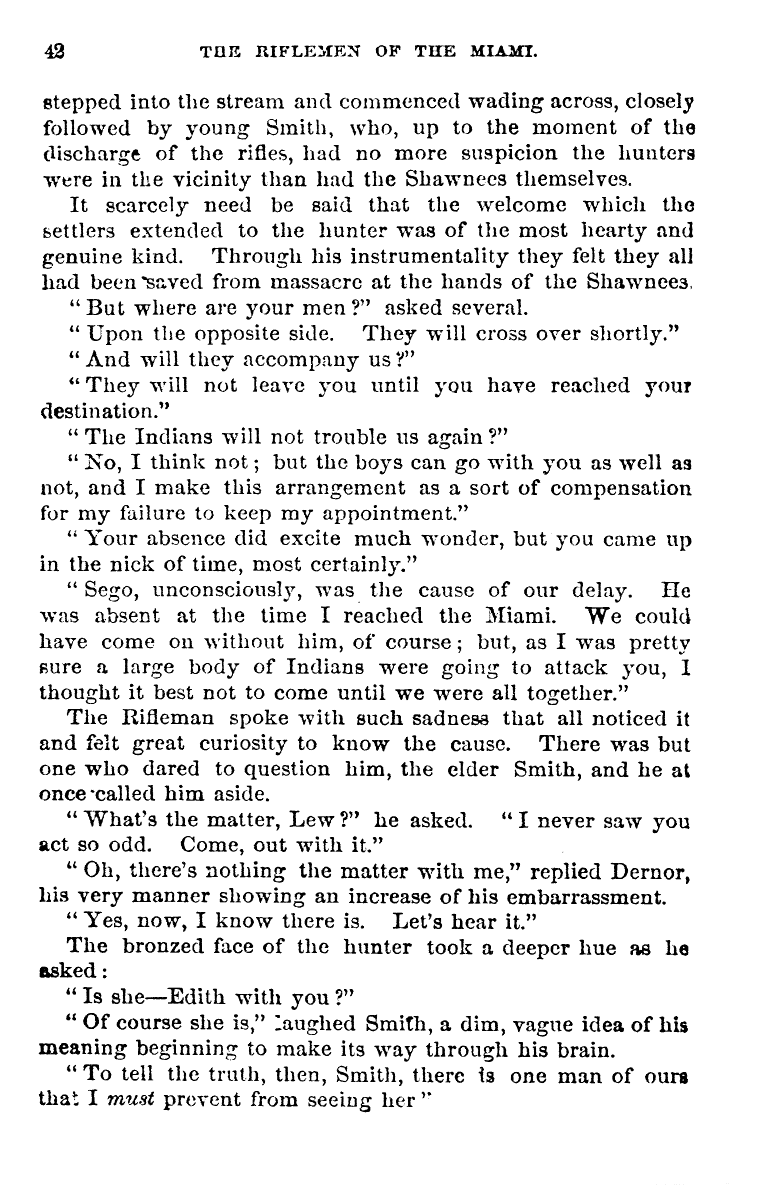 42 THE RIFLEMEN OF THE MIAMI.
stepped into the stream and commenced wading across, closely
followed by young Smith, who, up to the moment of the
discharge of the rifles, had no more suspicion the hunters
were in the vicinity than had the Shawnees themselves.
It scarcely need be said that the welcome which the
settlers extended to the hunter was of the most hearty and
genuine kind. Through his instrumentality they felt they all
had been saved from massacre at the hands of the Shawnees.
"But where are your men?" asked several.
"Upon the opposite side. They will cross over shortly."
"And will they accompany us?"
"They will not leave you until you have reached your
destination."
"The Indians will not trouble us again?"
"No, I think not; but the boys can go with you as well as
not, and I make this arrangement as a sort of compensation
for my failure to keep my appointment."
"Your absence did excite much wonder, but you came up
in the nick of time, most certainly."
"Sego, unconsciously, was the cause of our delay. He
was absent at the time I reached the Miami. We could
have come on without him, of course; but, as I was pretty
sure a large body of Indians were going to attack you, I
thought it best not to come until we were all together."
The Rifleman spoke with such sadness that all noticed it
and felt great curiosity to know the cause. There was but
one who dared to question him, the elder Smith, and he at
once called him aside.
"What's the matter, Lew?" he asked. "I never saw you
act so odd. Come, out with it."
"Oh, there's nothing the matter with me," replied Dernor,
his very manner showing an increase of his embarrassment.
"Yes, now, I know there is. Let's hear it."
The bronzed face of the hunter took a deeper hue as he
asked:
"Is she—Edith with you?"
"Of course she is," laughed Smith, a dim, vague idea of his
meaning beginning to make its way through his brain.
"To tell the truth, then, Smith, there is one man of ours
that I must prevent from seeing her"